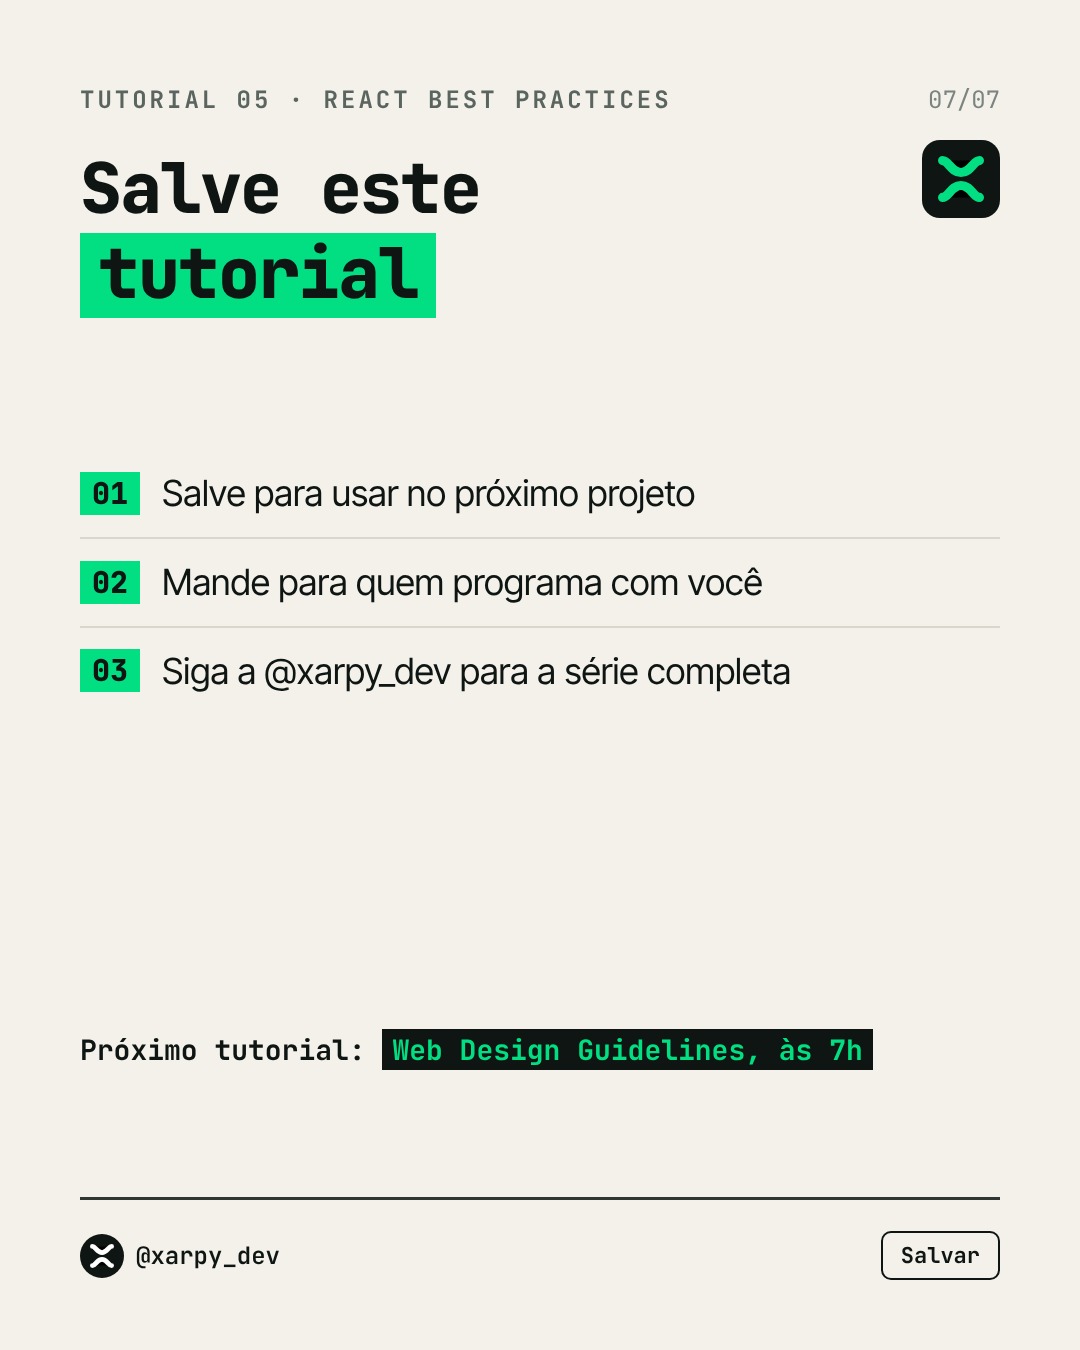 TUTORIAL 05 · REACT BEST PRACTICES
07/07
Salve este
tutorial
01 Salve para usar no próximo projeto
02 Mande para quem programa com você
03 Siga a @xarpy_dev para a série completa
Próximo tutorial: Web Design Guidelines, às 7h
@xarpy_dev
Salvar